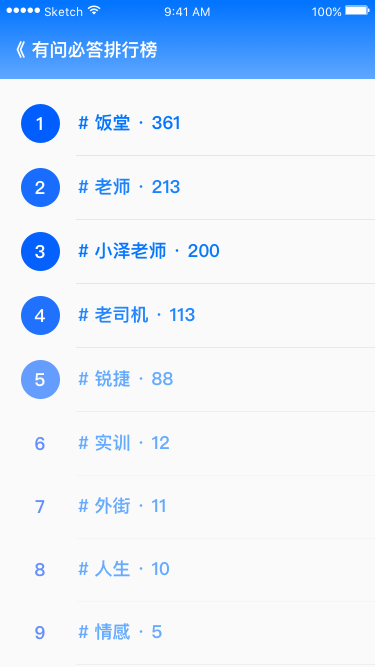 Sketch 9:41 AM 100%
《 有问必答排行榜
1 # 饭堂 · 361
2 # 老师 · 213
3 # 小泽老师 · 200
4 # 老司机 · 113
5 # 锐捷 · 88
6 # 实训 · 12
7 # 外街 · 11
8 # 人生 · 10
9 # 情感 · 5